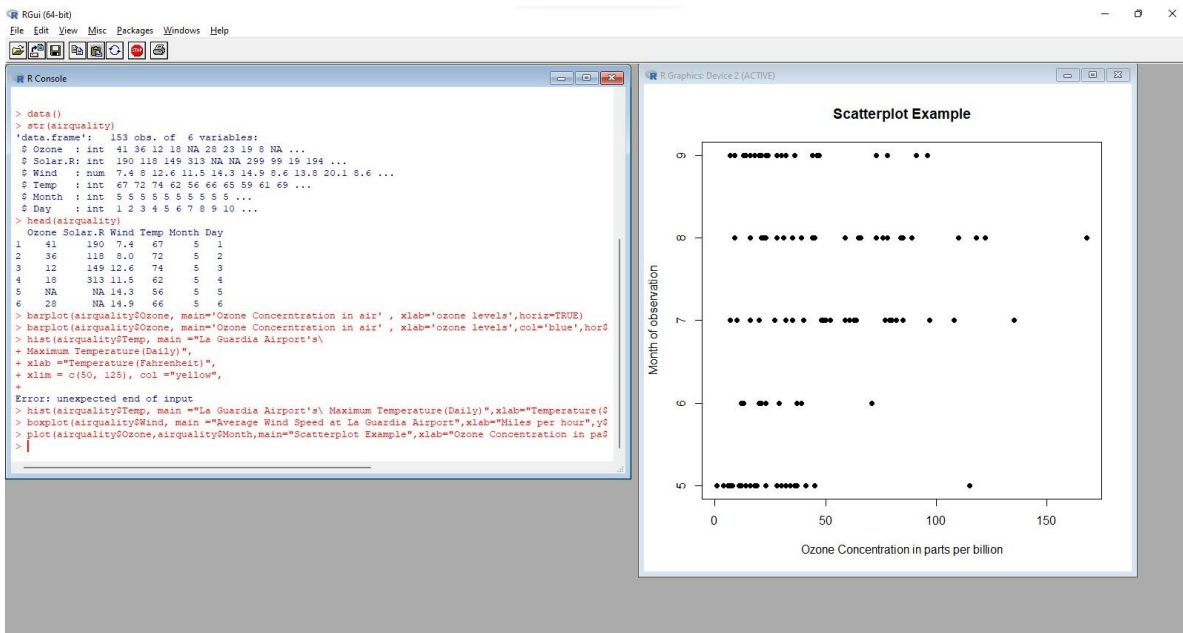 RGui (64-bit)
File Edit View Misc Packages Windows Help
STOP
R Console
> data()
> str(airquality)
'data.frame':   153 obs. of  6 variables:
 $ Ozone  : int  41 36 12 18 NA 28 23 19 8 NA ...
 $ Solar.R: int  190 118 149 313 NA NA 299 99 19 194 ...
 $ Wind   : num  7.4 8 12.6 11.5 14.3 14.9 8.6 13.8 20.1 8.6 ...
 $ Temp   : int  67 72 74 62 56 66 65 59 61 69 ...
 $ Month  : int  5 5 5 5 5 5 5 5 5 5 ...
 $ Day    : int  1 2 3 4 5 6 7 8 9 10 ...
> head(airquality)
  Ozone Solar.R Wind Temp Month Day
1    41     190  7.4   67     5   1
2    36     118  8.0   72     5   2
3    12     149 12.6   74     5   3
4    18     313 11.5   62     5   4
5    NA      NA 14.3   56     5   5
6    28      NA 14.9   66     5   6
> barplot(airquality$Ozone, main='Ozone Concerntration in air' , xlab='ozone levels',horiz=TRUE)
> barplot(airquality$Ozone, main='Ozone Concerntration in air' , xlab='ozone levels',col='blue',hor$
> hist(airquality$Temp, main ="La Guardia Airport's\
+ Maximum Temperature(Daily)",
+ xlab ="Temperature(Fahrenheit)",
+ xlim = c(50, 125), col ="yellow",
+
Error: unexpected end of input
> hist(airquality$Temp, main ="La Guardia Airport's\ Maximum Temperature(Daily)",xlab="Temperature($
> boxplot(airquality$Wind, main ="Average Wind Speed at La Guardia Airport",xlab="Miles per hour",y$
> plot(airquality$Ozone,airquality$Month,main="Scatterplot Example",xlab="Ozone Concentration in pa$
>
R Graphics: Device 2 (ACTIVE)
Scatterplot Example
Month of observation
9
8
7
6
5
0 50 100 150
Ozone Concentration in parts per billion